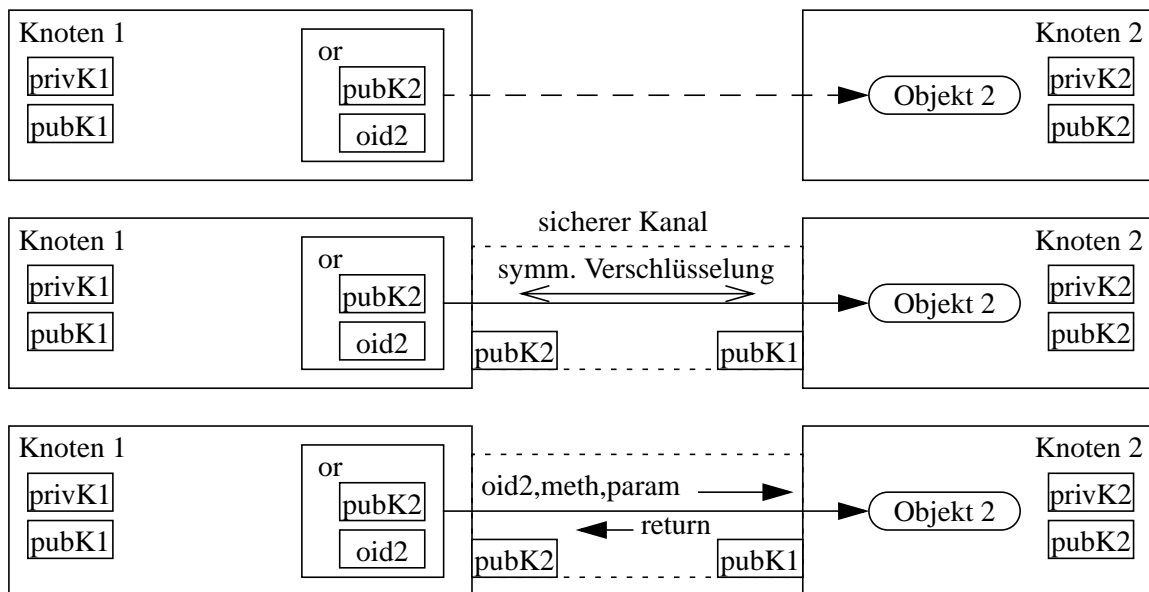 Knoten 1
privK1
pubK1
or
pubK2
oid2
Objekt 2
Knoten 2
privK2
pubK2
sicherer Kanal
Knoten 1
privK1
pubK1
or
pubK2
oid2
symm. Verschlüsselung
pubK2
pubK1
Objekt 2
Knoten 2
privK2
pubK2
Knoten 1
privK1
pubK1
or
pubK2
oid2
oid2,meth,param
return
pubK2
pubK1
Objekt 2
Knoten 2
privK2
pubK2